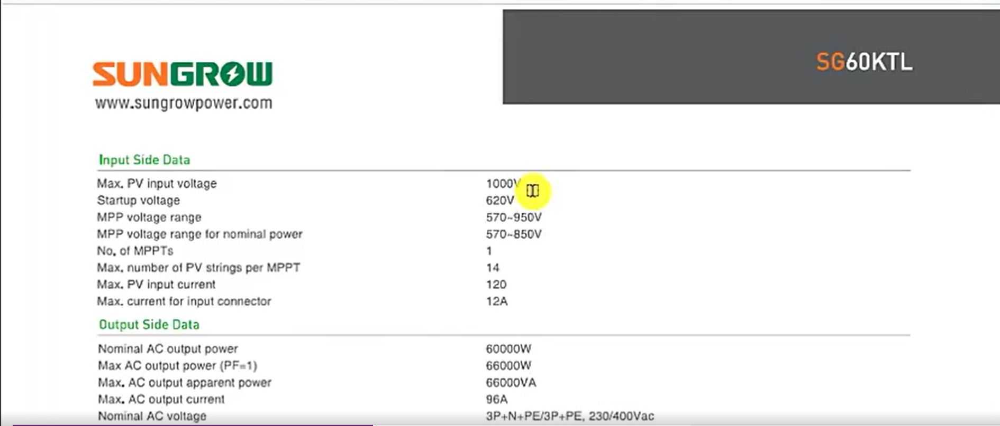 SUNGROW
www.sungrowpower.com
SG60KTL
Input Side Data
Max. PV input voltage 1000V
Startup voltage 620V
MPP voltage range 570~950V
MPP voltage range for nominal power 570~850V
No. of MPPTs 1
Max. number of PV strings per MPPT 14
Max. PV input current 120
Max. current for input connector 12A
Output Side Data
Nominal AC output power 60000W
Max AC output power (PF=1) 66000W
Max. AC output apparent power 66000VA
Max. AC output current 96A
Nominal AC voltage 3P+N+PE/3P+PE, 230/400Vac